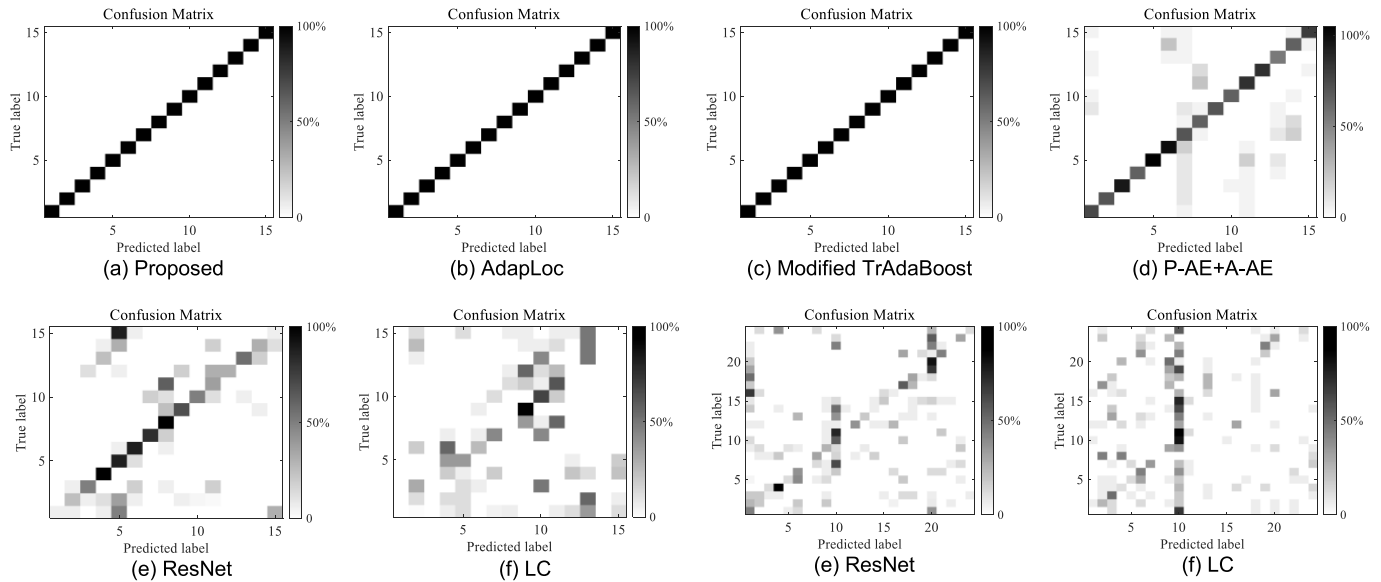 Confusion Matrix
100%
15
10
5
50%
0
True label
5
10
15
Predicted label
(a) Proposed
Confusion Matrix
100%
15
10
5
50%
0
True label
5
10
15
Predicted label
(b) AdapLoc
Confusion Matrix
100%
15
10
5
50%
0
True label
5
10
15
Predicted label
(c) Modified TrAdaBoost
Confusion Matrix
100%
15
10
5
50%
0
True label
5
10
15
Predicted label
(d) P-AE+A-AE
Confusion Matrix
100%
15
10
5
50%
0
True label
5
10
15
Predicted label
(e) ResNet
Confusion Matrix
100%
15
10
5
50%
0
True label
5
10
15
Predicted label
(f) LC
Confusion Matrix
100%
20
15
10
5
50%
0
True label
5
10
15
20
Predicted label
(e) ResNet
Confusion Matrix
100%
20
15
10
5
50%
0
True label
5
10
15
20
Predicted label
(f) LC